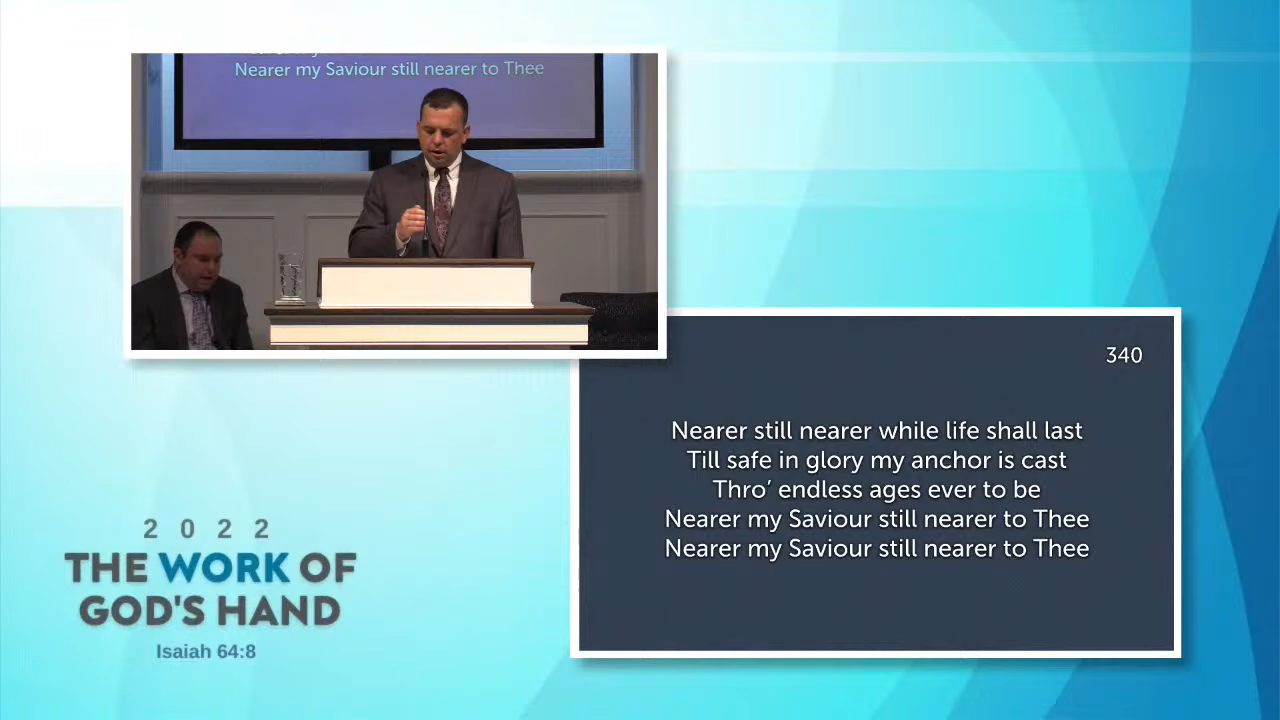 Nearer my Saviour still nearer to Thee
340
Nearer still nearer while life shall last
Till safe in glory my anchor is cast
Thro’ endless ages ever to be
Nearer my Saviour still nearer to Thee
Nearer my Saviour still nearer to Thee
2022
THE WORK OF
GOD'S HAND
Isaiah 64:8